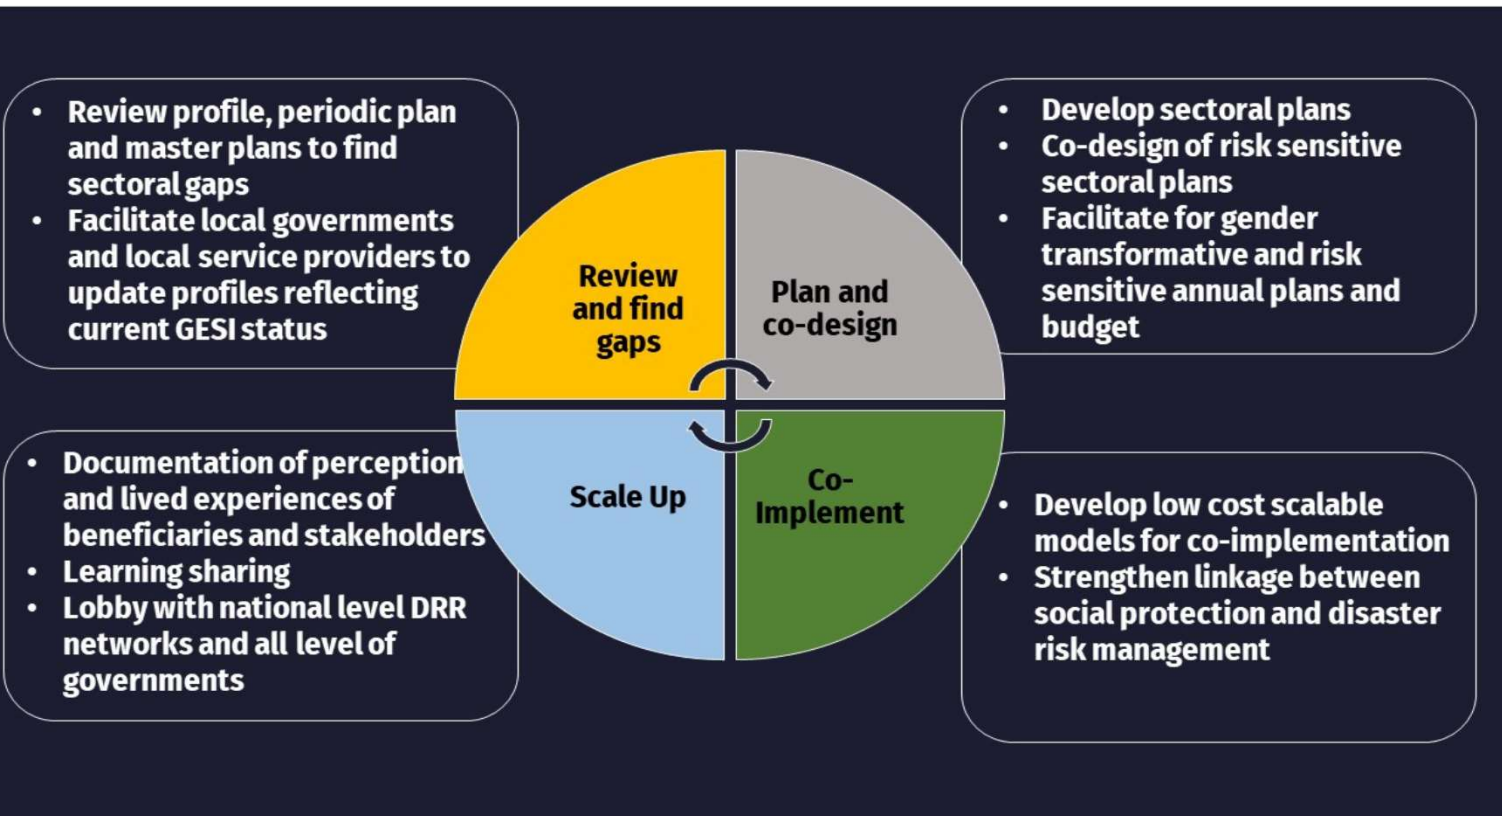 • Review profile, periodic plan
and master plans to find
sectoral gaps
• Facilitate local governments
and local service providers to
update profiles reflecting
current GESI status
Review
and find
gaps
Plan and
co-design
• Develop sectoral plans
• Co-design of risk sensitive
sectoral plans
• Facilitate for gender
transformative and risk
sensitive annual plans and
budget
• Documentation of perception
and lived experiences of
beneficiaries and stakeholders
• Learning sharing
• Lobby with national level DRR
networks and all level of
governments
Scale Up
Co-
Implement
• Develop low cost scalable
models for co-implementation
• Strengthen linkage between
social protection and disaster
risk management